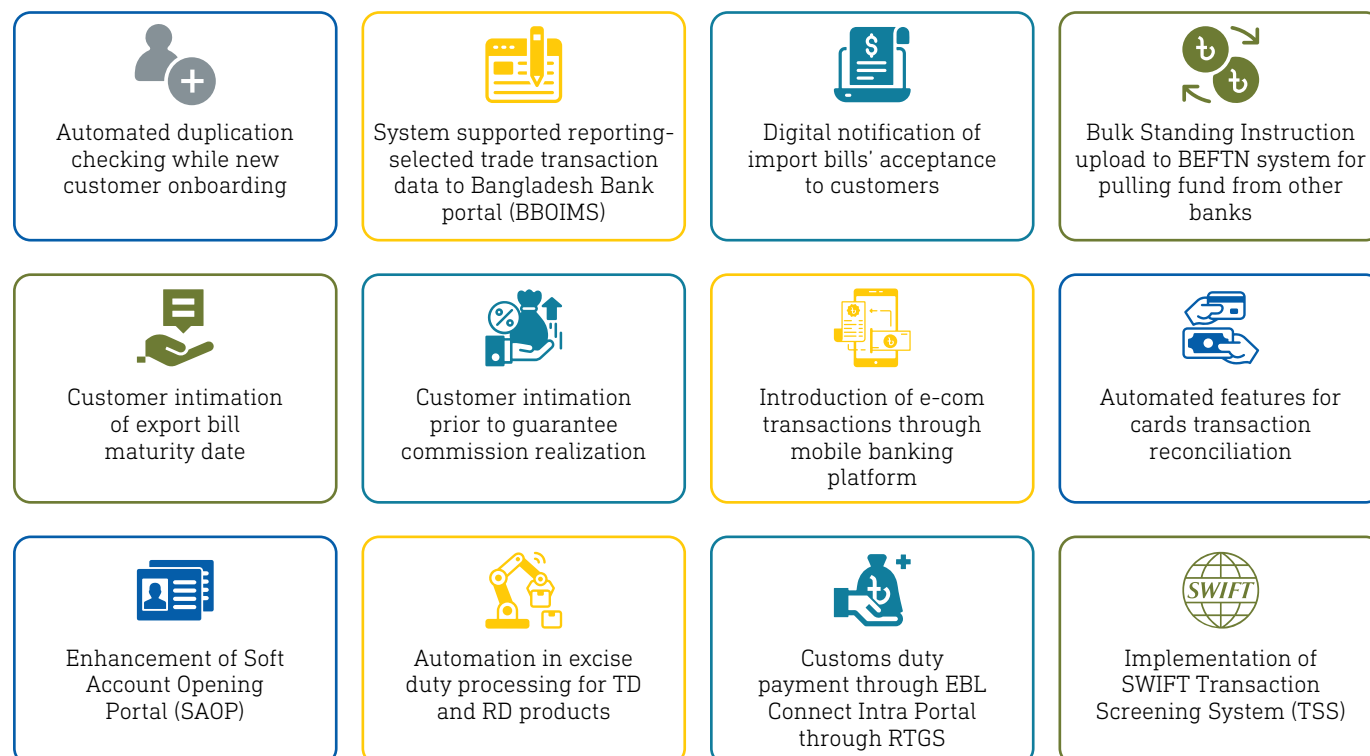 Automated duplication
checking while new
customer onboarding
System supported reporting-
selected trade transaction
data to Bangladesh Bank
portal (BBOIMS)
$
Digital notification of
import bills' acceptance
to customers
৳
৳
Bulk Standing Instruction
upload to BEFTN system for
pulling fund from other
banks
Customer intimation
of export bill
maturity date
%
Customer intimation
prior to guarantee
commission realization
৳
৳
Introduction of e-com
transactions through
mobile banking
platform
Automated features for
cards transaction
reconciliation
Enhancement of Soft
Account Opening
Portal (SAOP)
Automation in excise
duty processing for TD
and RD products
৳
Customs duty
payment through EBL
Connect Intra Portal
through RTGS
SWIFT
Implementation of
SWIFT Transaction
Screening System (TSS)